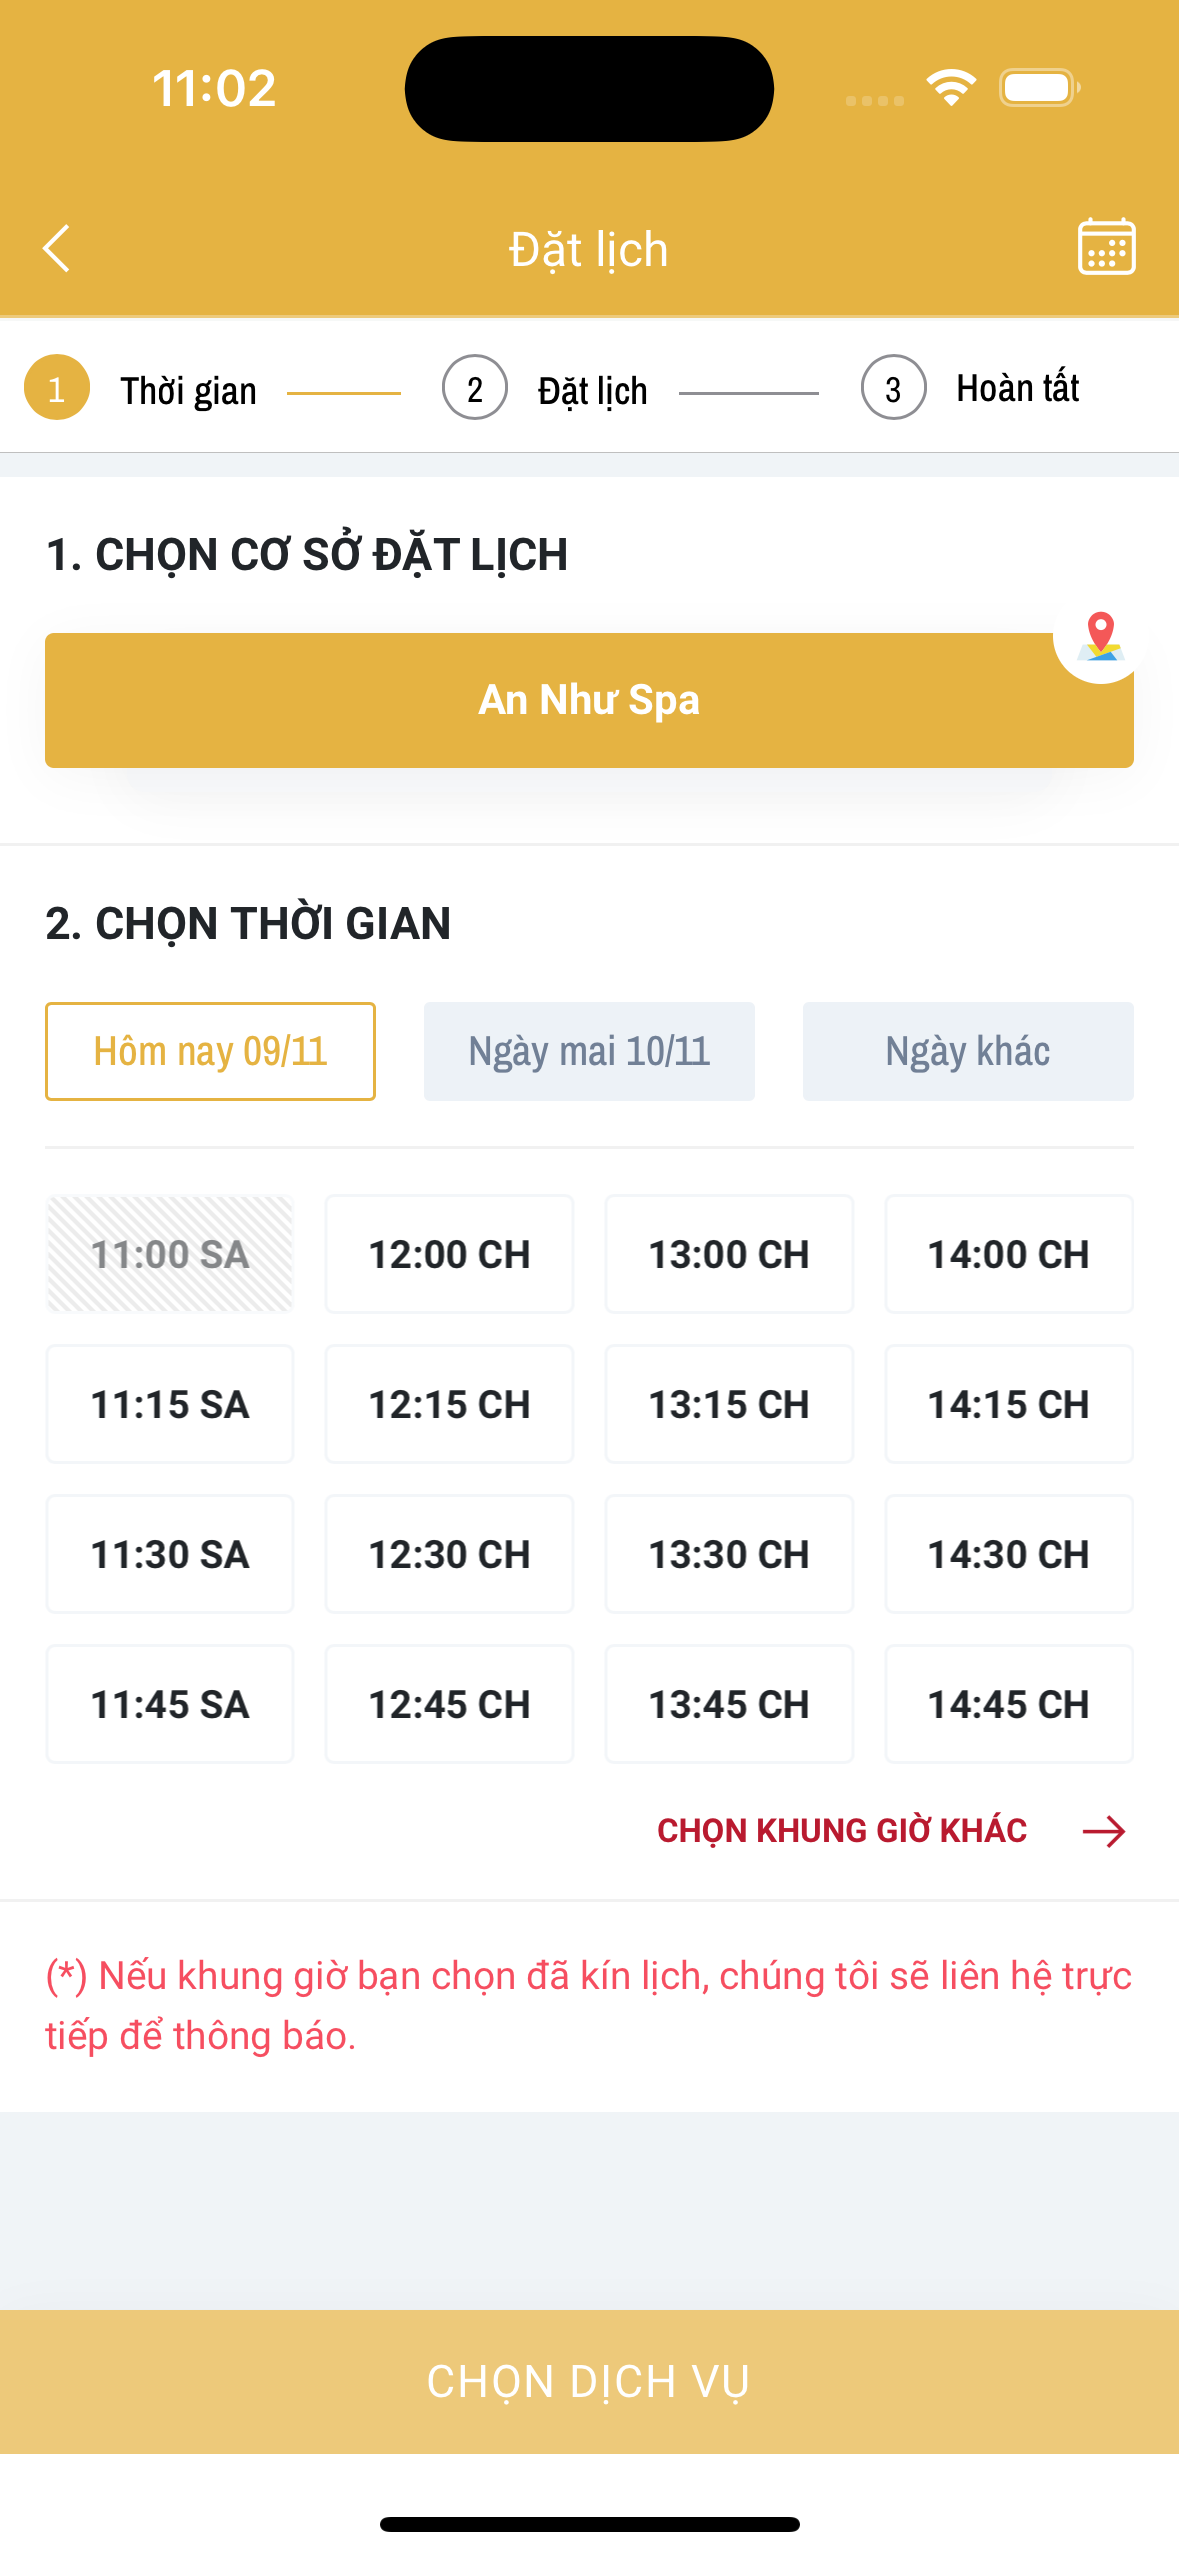 11:02
Đặt lịch
1 Thời gian 2 Đặt lịch 3 Hoàn tất
1. CHỌN CƠ SỞ ĐẶT LỊCH
An Như Spa
2. CHỌN THỜI GIAN
Hôm nay 09/11 Ngày mai 10/11 Ngày khác
11:00 SA 12:00 CH 13:00 CH 14:00 CH
11:15 SA 12:15 CH 13:15 CH 14:15 CH
11:30 SA 12:30 CH 13:30 CH 14:30 CH
11:45 SA 12:45 CH 13:45 CH 14:45 CH
CHỌN KHUNG GIỜ KHÁC
(*) Nếu khung giờ bạn chọn đã kín lịch, chúng tôi sẽ liên hệ trực
tiếp để thông báo.
CHỌN DỊCH VỤ